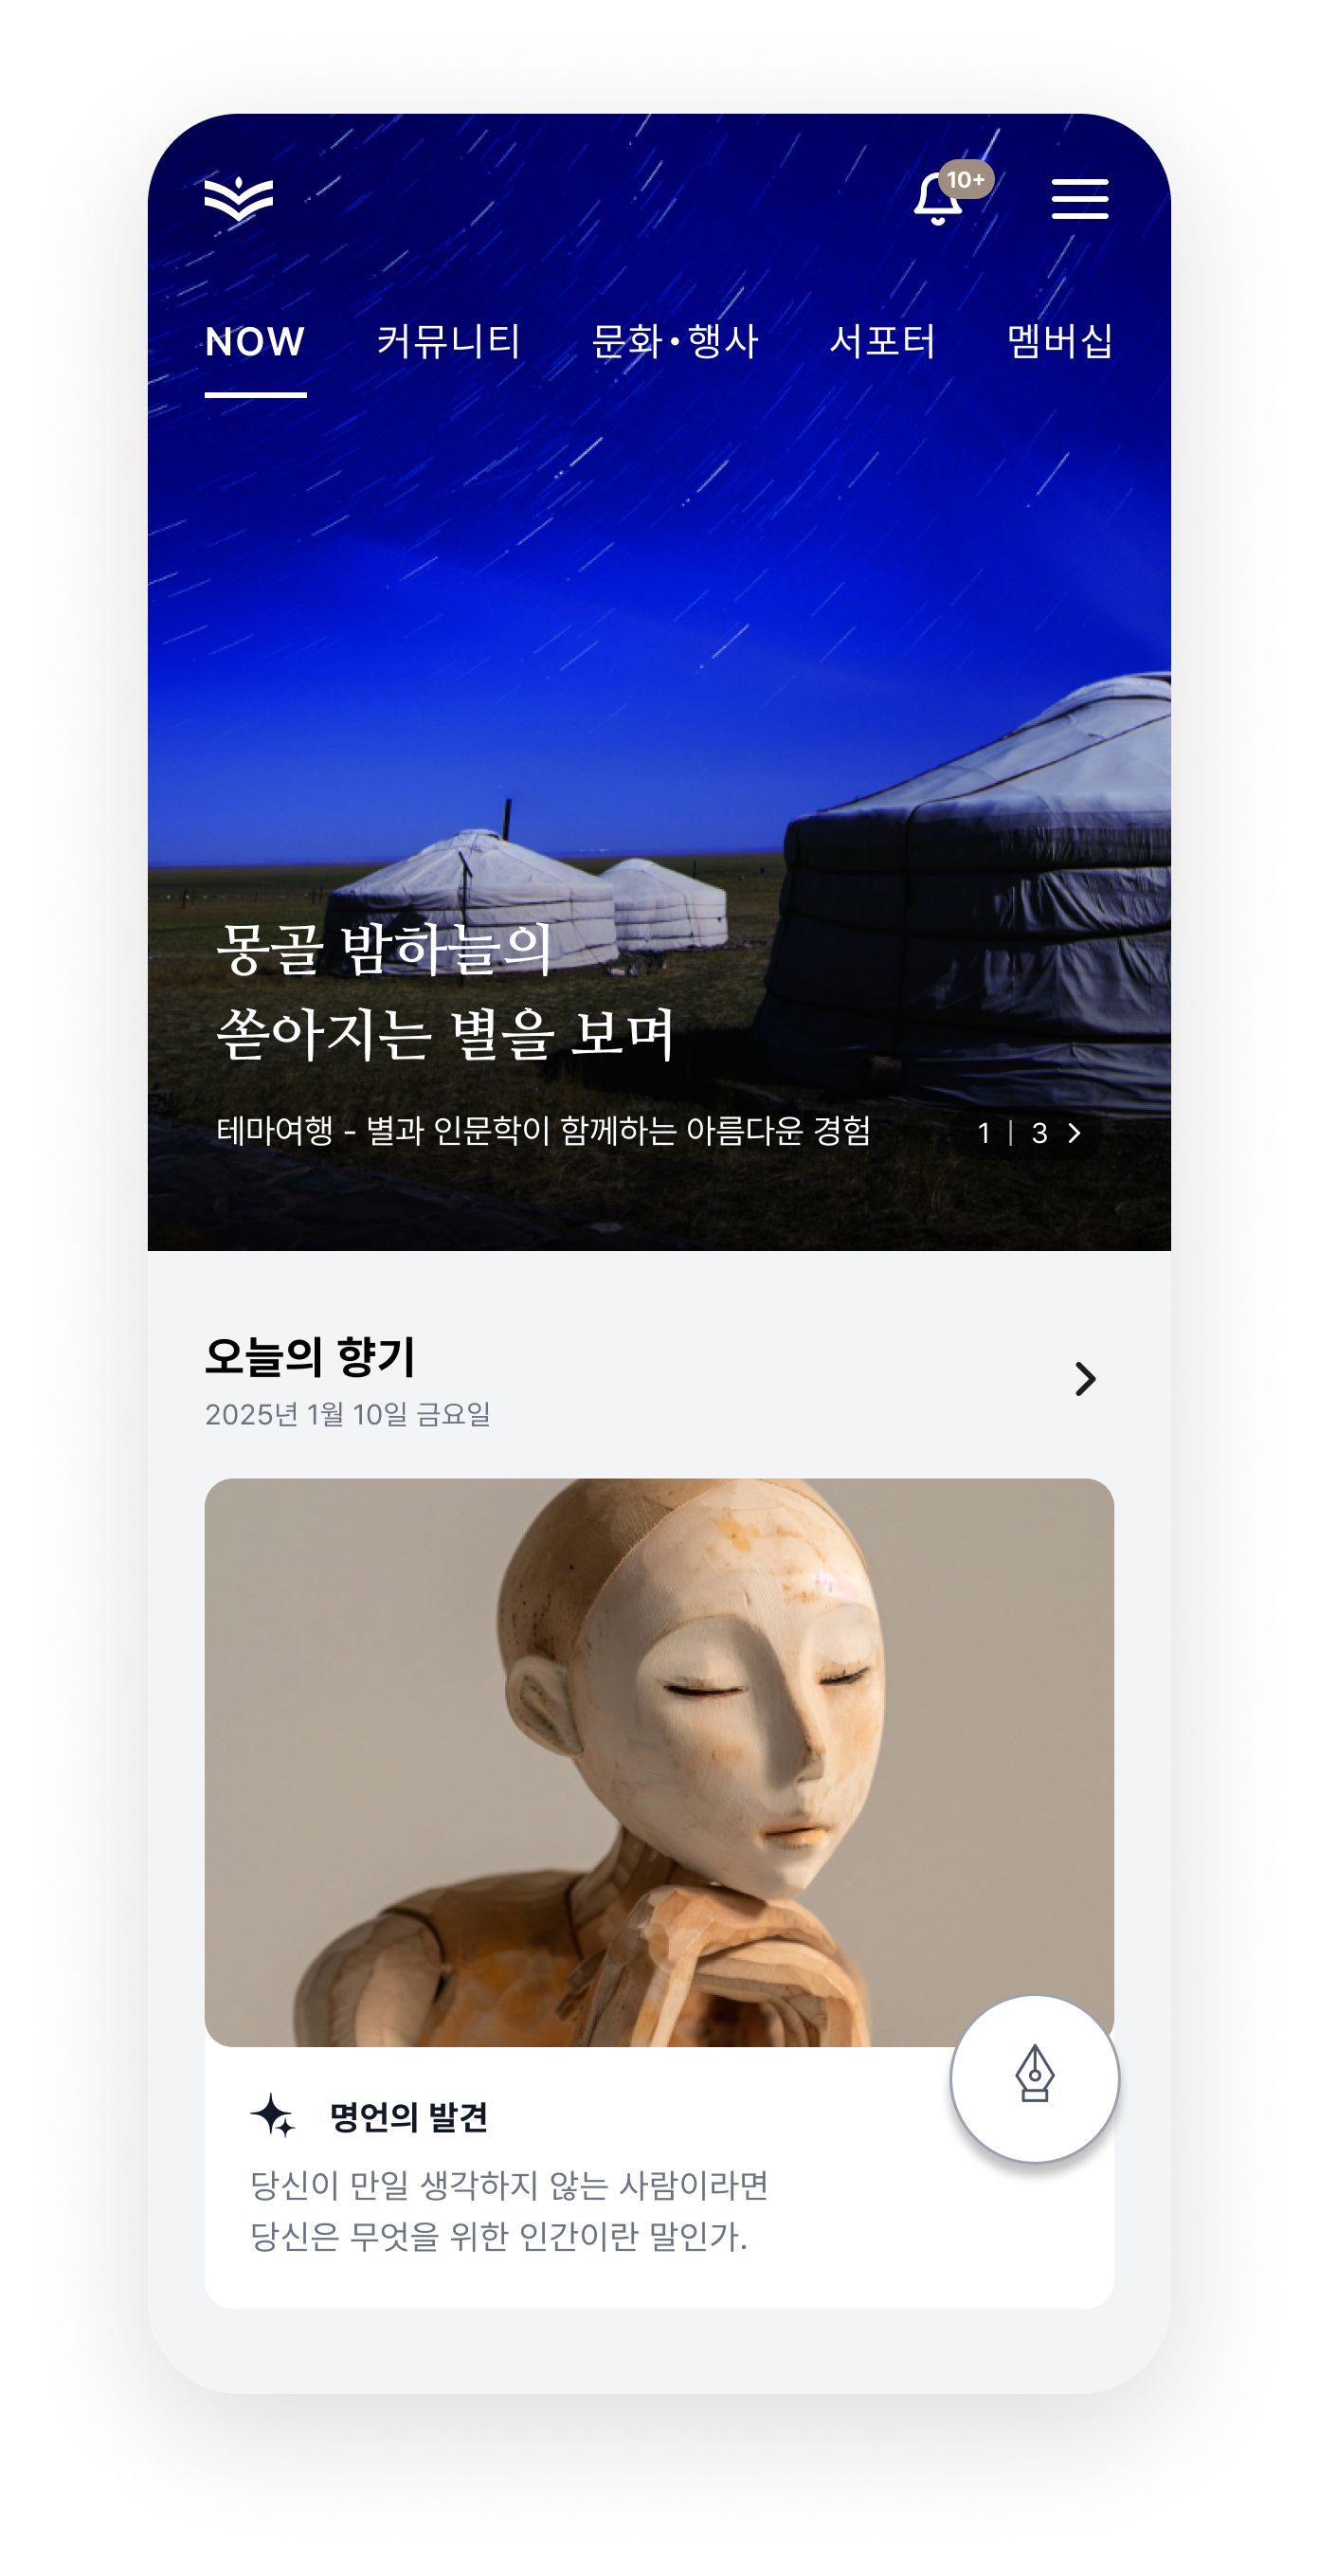 10+
NOW 커뮤니티 문화•행사 서포터 멤버십
몽골 밤하늘의
쏟아지는 별을 보며
테마여행 - 별과 인문학이 함께하는 아름다운 경험 1 | 3
오늘의 향기
2025년 1월 10일 금요일
명언의 발견
당신이 만일 생각하지 않는 사람이라면
당신은 무엇을 위한 인간이란 말인가.